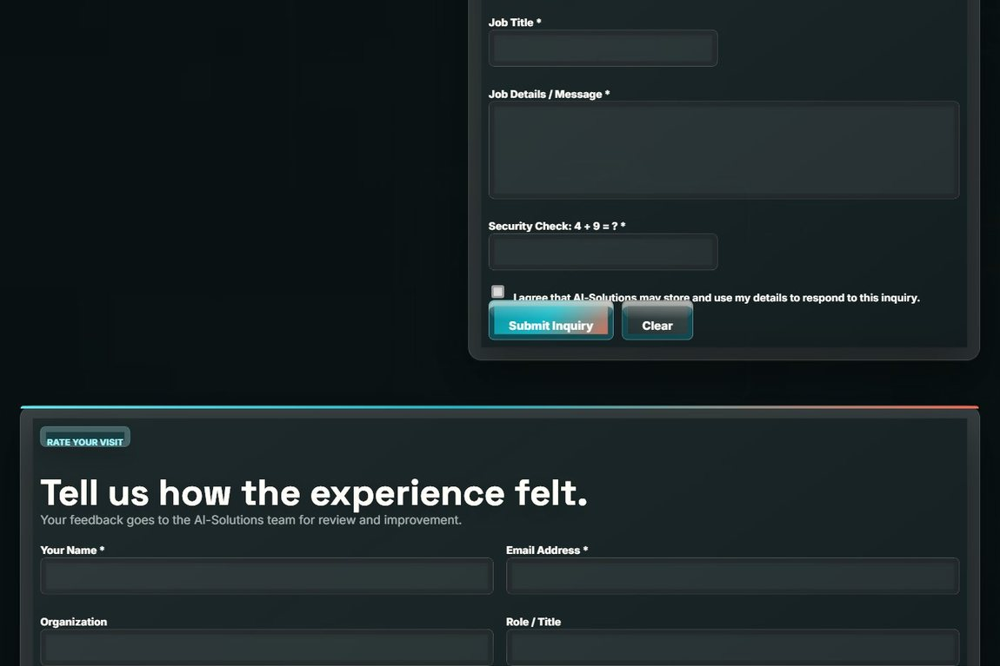 Job Title *
Job Details / Message *
Security Check: 4 + 9 = ? *
I agree that AI-Solutions may store and use my details to respond to this inquiry.
Submit Inquiry
Clear
RATE YOUR VISIT
Tell us how the experience felt.
Your feedback goes to the AI-Solutions team for review and improvement.
Your Name *
Email Address *
Organization
Role / Title